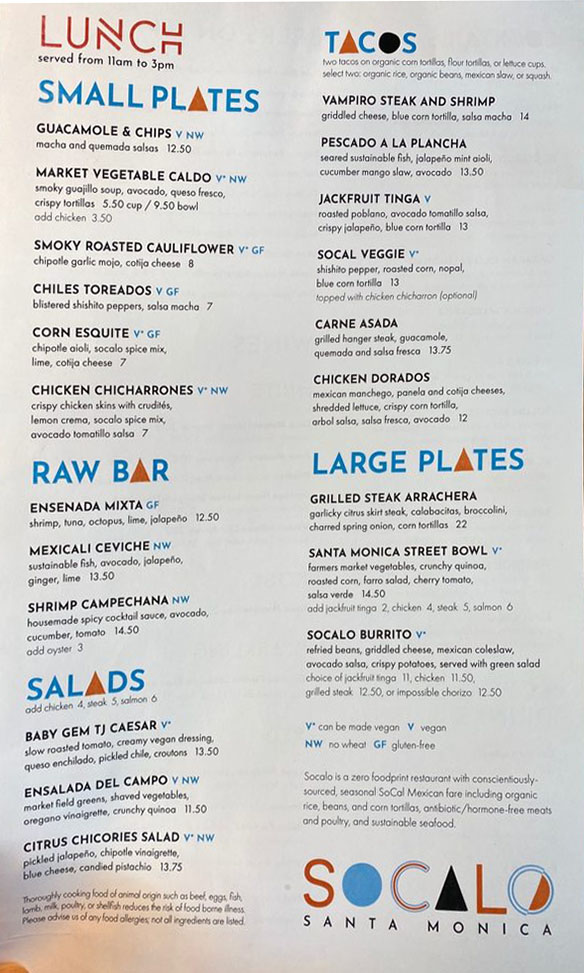 LUNCH
served from 11am to 3pm
SMALL PLATES
GUACAMOLE & CHIPS V NW
macha and quemada salsas 12.50
MARKET VEGETABLE CALDO V* NW
smoky guajillo soup, avocado, queso fresco,
crispy tortillas 5.50 cup / 9.50 bowl
add chicken 3.50
SMOKY ROASTED CAULIFLOWER V* GF
chipotle garlic mojo, cotija cheese 8
CHILES TOREADOS V GF
blistered shishito peppers, salsa macha 7
CORN ESQUITE V* GF
chipotle aioli, socalo spice mix,
lime, cotija cheese 7
CHICKEN CHICHARRONES V* NW
crispy chicken skins with crudités,
lemon crema, socalo spice mix,
avocado tomatillo salsa 7
RAW BAR
ENSENADA MIXTA GF
shrimp, tuna, octopus, lime, jalapeño 12.50
MEXICALI CEVICHE NW
sustainable fish, avocado, jalapeño,
ginger, lime 13.50
SHRIMP CAMPECHANA NW
housemade spicy cocktail sauce, avocado,
cucumber, tomato 14.50
add oyster 3
SALADS
add chicken 4, steak 5, salmon 6
BABY GEM TJ CAESAR V*
slow roasted tomato, creamy vegan dressing,
queso enchilado, pickled chile, croutons 13.50
ENSALADA DEL CAMPO V NW
market field greens, shaved vegetables,
oregano vinaigrette, crunchy quinoa 11.50
CITRUS CHICORIES SALAD V* NW
pickled jalapeño, chipotle vinaigrette,
blue cheese, candied pistachio 13.75
Thoroughly cooking food of animal origin such as beef, eggs, fish,
lamb, milk, poultry, or shellfish reduces the risk of food borne illness.
Please advise us of any food allergies; not all ingredients are listed.
TACOS
two tacos on organic corn tortillas, flour tortillas, or lettuce cups.
select two: organic rice, organic beans, mexican slaw, or squash.
VAMPIRO STEAK AND SHRIMP
griddled cheese, blue corn tortilla, salsa macha 14
PESCADO A LA PLANCHA
seared sustainable fish, jalapeño mint aioli,
cucumber mango slaw, avocado 13.50
JACKFRUIT TINGA V
roasted poblano, avocado tomatillo salsa,
crispy jalapeño, blue corn tortilla 13
SOCAL VEGGIE V*
shishito pepper, roasted corn, nopal,
blue corn tortilla 13
topped with chicken chicharron (optional)
CARNE ASADA
grilled hanger steak, guacamole,
quemada and salsa fresca 13.75
CHICKEN DORADOS
mexican manchego, panela and cotija cheeses,
shredded lettuce, crispy corn tortilla,
arbol salsa, salsa fresca, avocado 12
LARGE PLATES
GRILLED STEAK ARRACHERA
garlicky citrus skirt steak, calabacitas, broccolini,
charred spring onion, corn tortillas 22
SANTA MONICA STREET BOWL V*
farmers market vegetables, crunchy quinoa,
roasted corn, farro salad, cherry tomato,
salsa verde 14.50
add jackfruit tinga 2, chicken 4, steak 5, salmon 6
SOCALO BURRITO V*
refried beans, griddled cheese, mexican coleslaw,
avocado salsa, crispy potatoes, served with green salad
choice of jackfruit tinga 11, chicken 11.50,
grilled steak 12.50, or impossible chorizo 12.50
V* can be made vegan V vegan
NW no wheat GF gluten-free
Socalo is a zero foodprint restaurant with conscientiously-
sourced, seasonal SoCal Mexican fare including organic
rice, beans, and corn tortillas, antibiotic/hormone-free meats
and poultry, and sustainable seafood.
SOCALO
SANTA MONICA